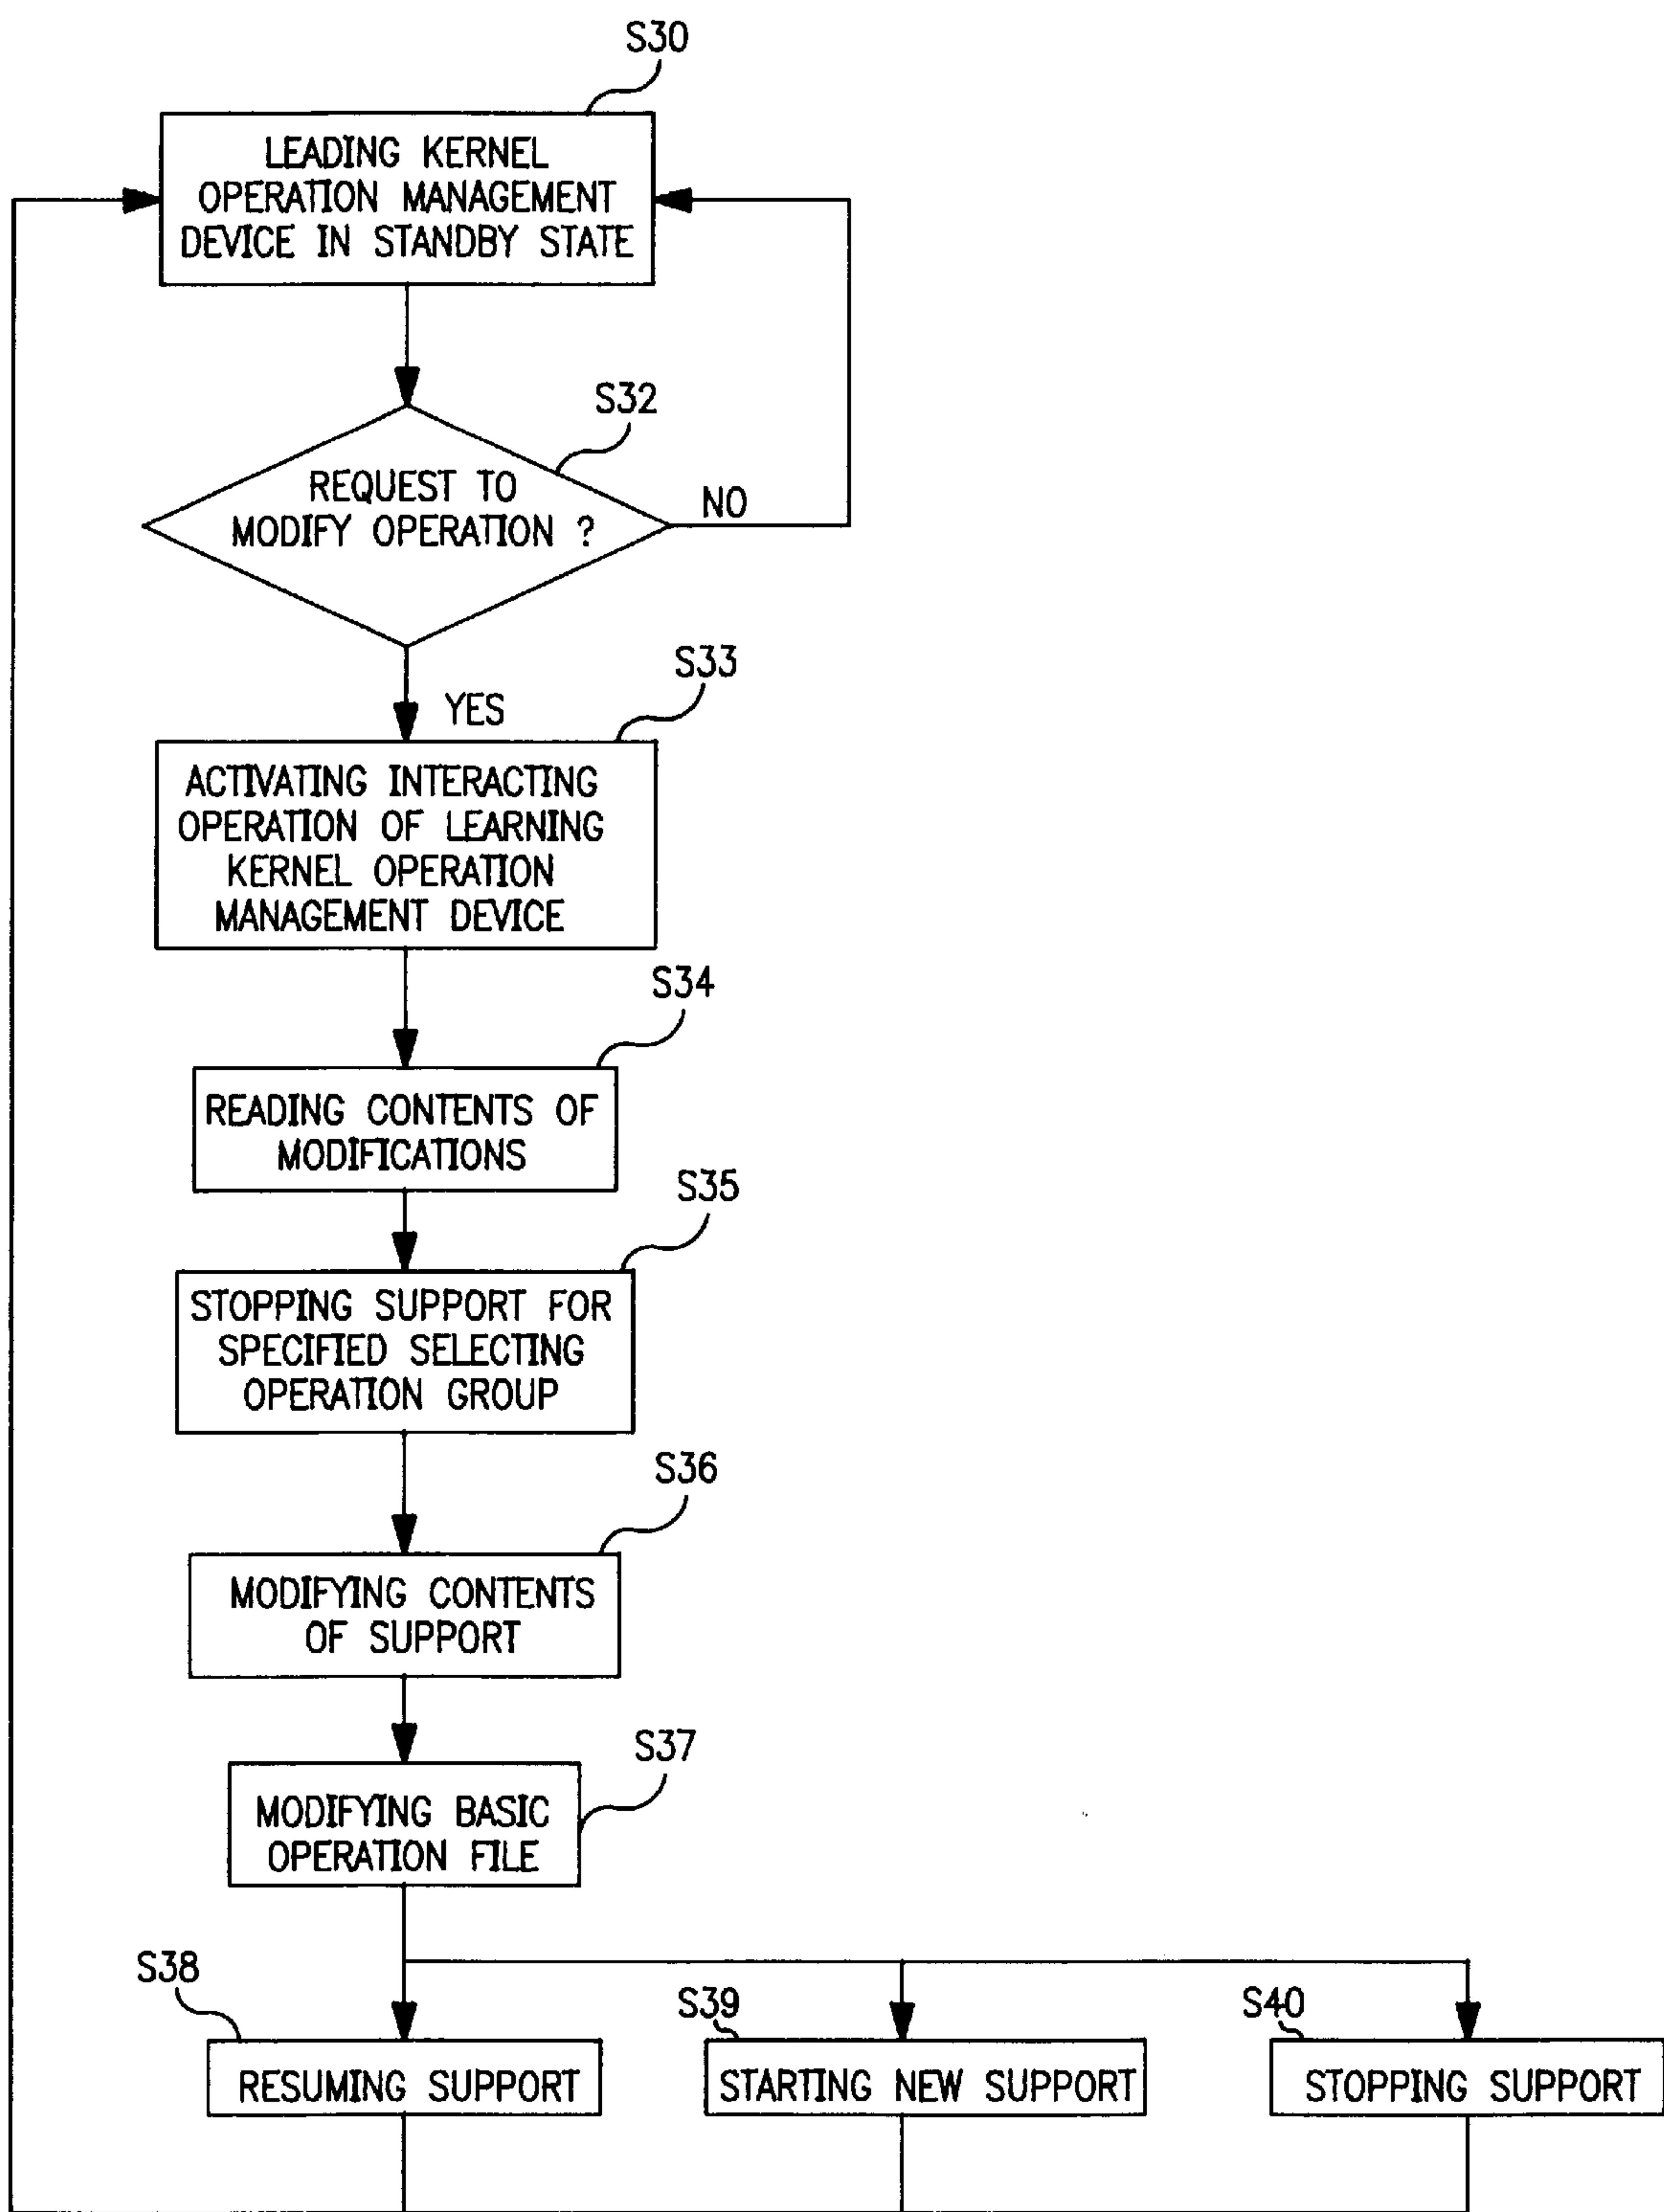 S30
LEADING KERNEL
OPERATION MANAGEMENT
DEVICE IN STANDBY STATE
S32
REQUEST TO
MODIFY OPERATION ?
NO
YES
S33
ACTIVATING INTERACTING
OPERATION OF LEARNING
KERNEL OPERATION
MANAGEMENT DEVICE
S34
READING CONTENTS OF
MODIFICATIONS
S35
STOPPING SUPPORT FOR
SPECIFIED SELECTING
OPERATION GROUP
S36
MODIFYING CONTENTS
OF SUPPORT
S37
MODIFYING BASIC
OPERATION FILE
S38
RESUMING SUPPORT
S39
STARTING NEW SUPPORT
S40
STOPPING SUPPORT